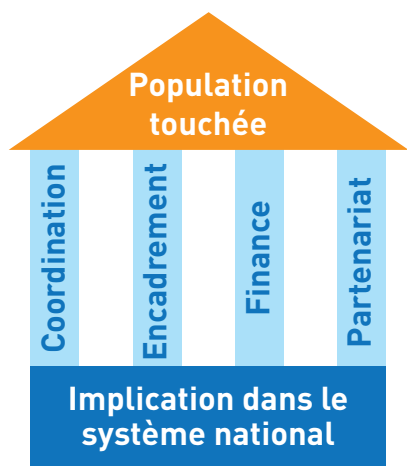 Population
touchée
Coordination
Encadrement
Finance
Partenariat
Implication dans le
système national